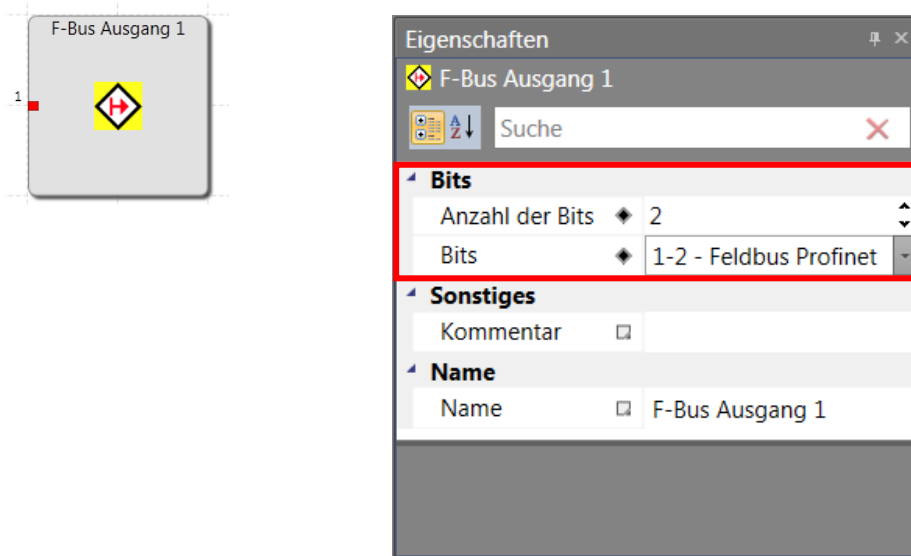 F-Bus Ausgang 1
1
Eigenschaften
F-Bus Ausgang 1
A
Z
Suche
Bits
Anzahl der Bits 2
Bits 1-2 - Feldbus Profinet
Sonstiges
Kommentar
Name
Name F-Bus Ausgang 1